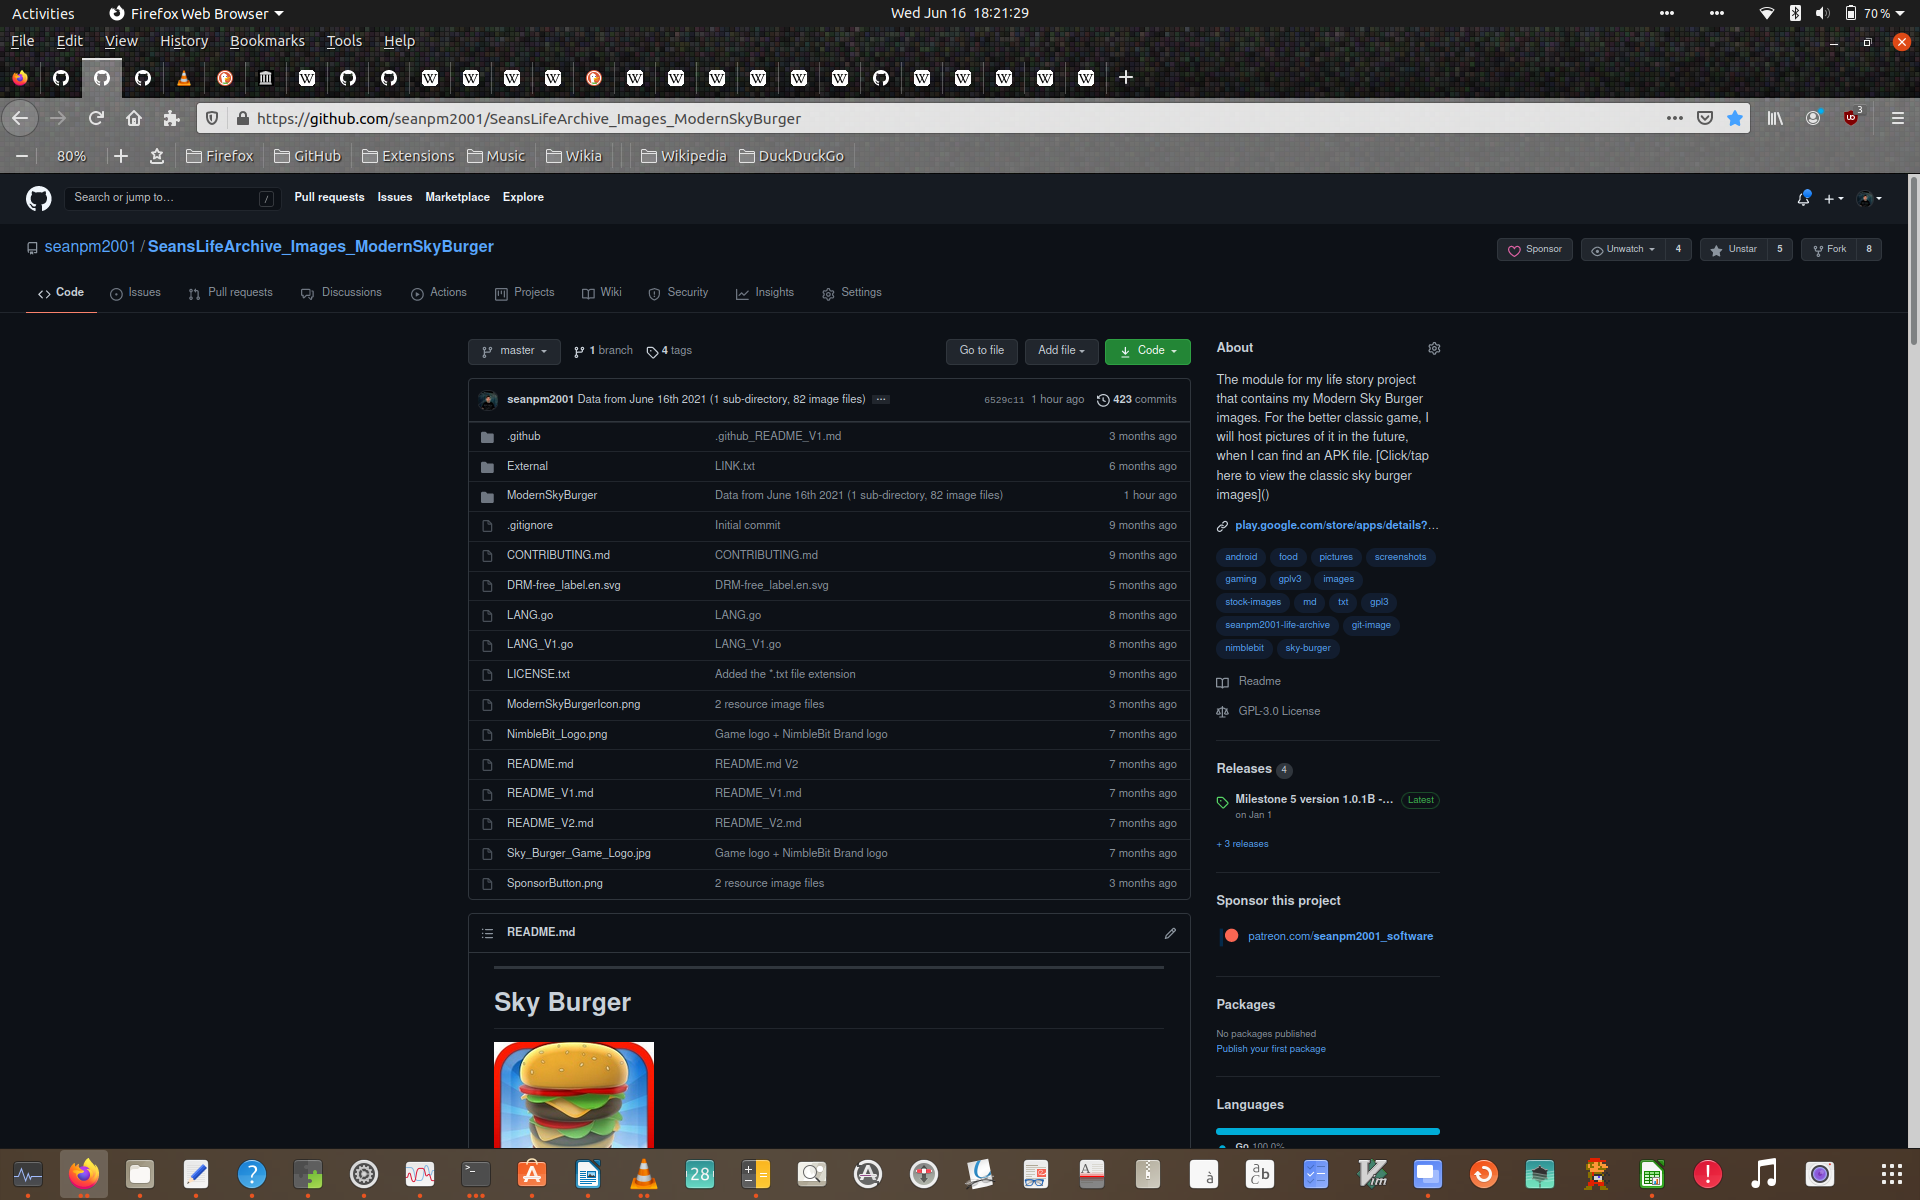 Activities Firefox Web Browser Wed Jun 16 18:21:29 70 %
File Edit View History Bookmarks Tools Help
https://github.com/seanpm2001/SeansLifeArchive_Images_ModernSkyBurger 3
80% Firefox GitHub Extensions Music Wikia Wikipedia DuckDuckGo
Search or jump to... / Pull requests Issues Marketplace Explore
seanpm2001 / SeansLifeArchive_Images_ModernSkyBurger Sponsor Unwatch 4 Unstar 5 Fork 8
Code Issues Pull requests Discussions Actions Projects Wiki Security Insights Settings
master 1 branch 4 tags Go to file Add file Code
seanpm2001 Data from June 16th 2021 (1 sub-directory, 82 image files) 6529c11 1 hour ago 423 commits
.github .github_README_V1.md 3 months ago
External LINK.txt 6 months ago
ModernSkyBurger Data from June 16th 2021 (1 sub-directory, 82 image files) 1 hour ago
.gitignore Initial commit 9 months ago
CONTRIBUTING.md CONTRIBUTING.md 9 months ago
DRM-free_label.en.svg DRM-free_label.en.svg 5 months ago
LANG.go LANG.go 8 months ago
LANG_V1.go LANG_V1.go 8 months ago
LICENSE.txt Added the *.txt file extension 9 months ago
ModernSkyBurgerIcon.png 2 resource image files 3 months ago
NimbleBit_Logo.png Game logo + NimbleBit Brand logo 7 months ago
README.md README.md V2 7 months ago
README_V1.md README_V1.md 7 months ago
README_V2.md README_V2.md 7 months ago
Sky_Burger_Game_Logo.jpg Game logo + NimbleBit Brand logo 7 months ago
SponsorButton.png 2 resource image files 3 months ago
README.md
Sky Burger
About
The module for my life story project
that contains my Modern Sky Burger
images. For the better classic game, I
will host pictures of it in the future,
when I can find an APK file. [Click/tap
here to view the classic sky burger
images]()
play.google.com/store/apps/details?...
android food pictures screenshots
gaming gplv3 images
stock-images md txt gpl3
seanpm2001-life-archive git-image
nimblebit sky-burger
Readme
GPL-3.0 License
Releases 4
Milestone 5 version 1.0.1B -... Latest
on Jan 1
+ 3 releases
Sponsor this project
patreon.com/seanpm2001_software
Packages
No packages published
Publish your first package
Languages
Go 100.0%
28